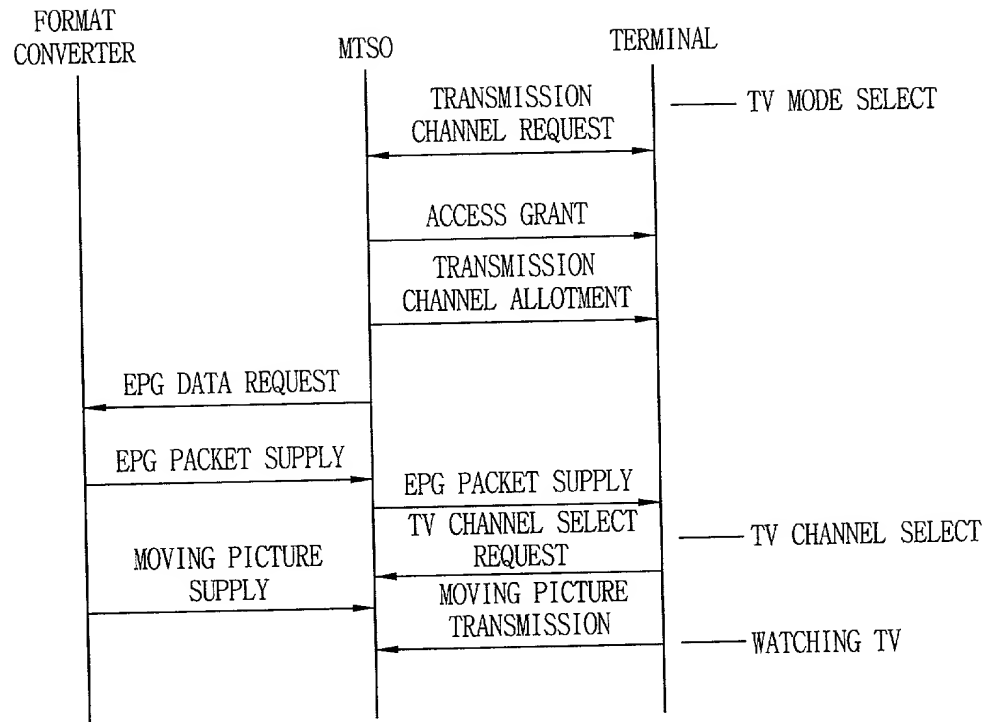 FORMAT
CONVERTER
MTSO
TERMINAL
TRANSMISSION
CHANNEL REQUEST
TV MODE SELECT
ACCESS GRANT
TRANSMISSION
CHANNEL ALLOTMENT
EPG DATA REQUEST
EPG PACKET SUPPLY
EPG PACKET SUPPLY
TV CHANNEL SELECT
REQUEST
TV CHANNEL SELECT
MOVING PICTURE
SUPPLY
MOVING PICTURE
TRANSMISSION
WATCHING TV